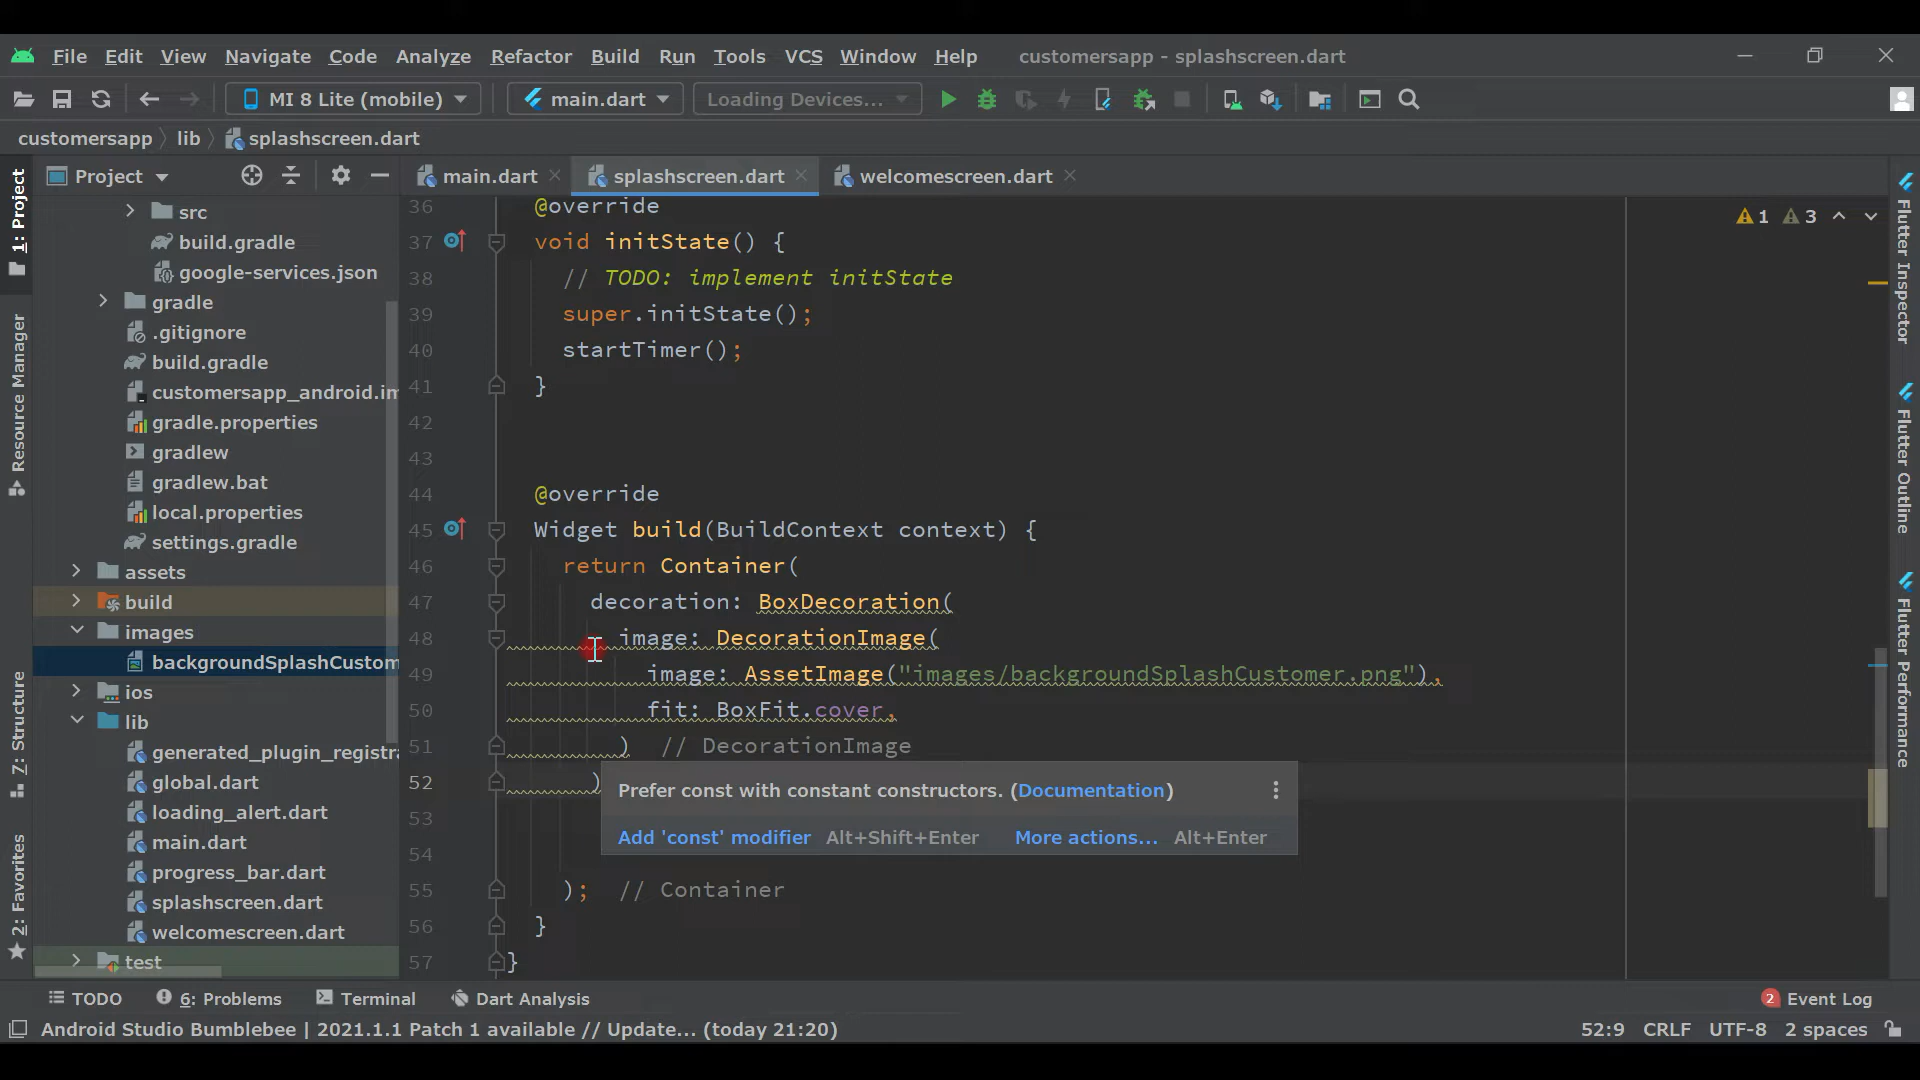 File Edit View Navigate Code Analyze Refactor Build Run Tools VCS Window Help customersapp - splashscreen.dart
MI 8 Lite (mobile) main.dart Loading Devices...
customersapp lib splashscreen.dart
1: Project
Resource Manager
Z: Structure
2: Favorites
Project
src
build.gradle
google-services.json
gradle
.gitignore
build.gradle
customersapp_android.im
gradle.properties
gradlew
gradlew.bat
local.properties
settings.gradle
assets
build
images
backgroundSplashCustom
ios
lib
generated_plugin_registra
global.dart
loading_alert.dart
main.dart
progress_bar.dart
splashscreen.dart
welcomescreen.dart
test
main.dart splashscreen.dart welcomescreen.dart
1 3
36 @override
37 void initState() {
38 // TODO: implement initState
39 super.initState();
40 startTimer();
41 }
42
43
44 @override
45 Widget build(BuildContext context) {
46 return Container(
47 decoration: BoxDecoration(
48 image: DecorationImage(
49 image: AssetImage("images/backgroundSplashCustomer.png"),
50 fit: BoxFit.cover,
51 ) // DecorationImage
52 )
Prefer const with constant constructors. (Documentation)
53
Add 'const' modifier Alt+Shift+Enter More actions... Alt+Enter
54
55 ); // Container
56 }
57 }
Flutter Inspector
Flutter Outline
Flutter Performance
TODO 6: Problems Terminal Dart Analysis 2 Event Log
Android Studio Bumblebee | 2021.1.1 Patch 1 available // Update... (today 21:20) 52:9 CRLF UTF-8 2 spaces